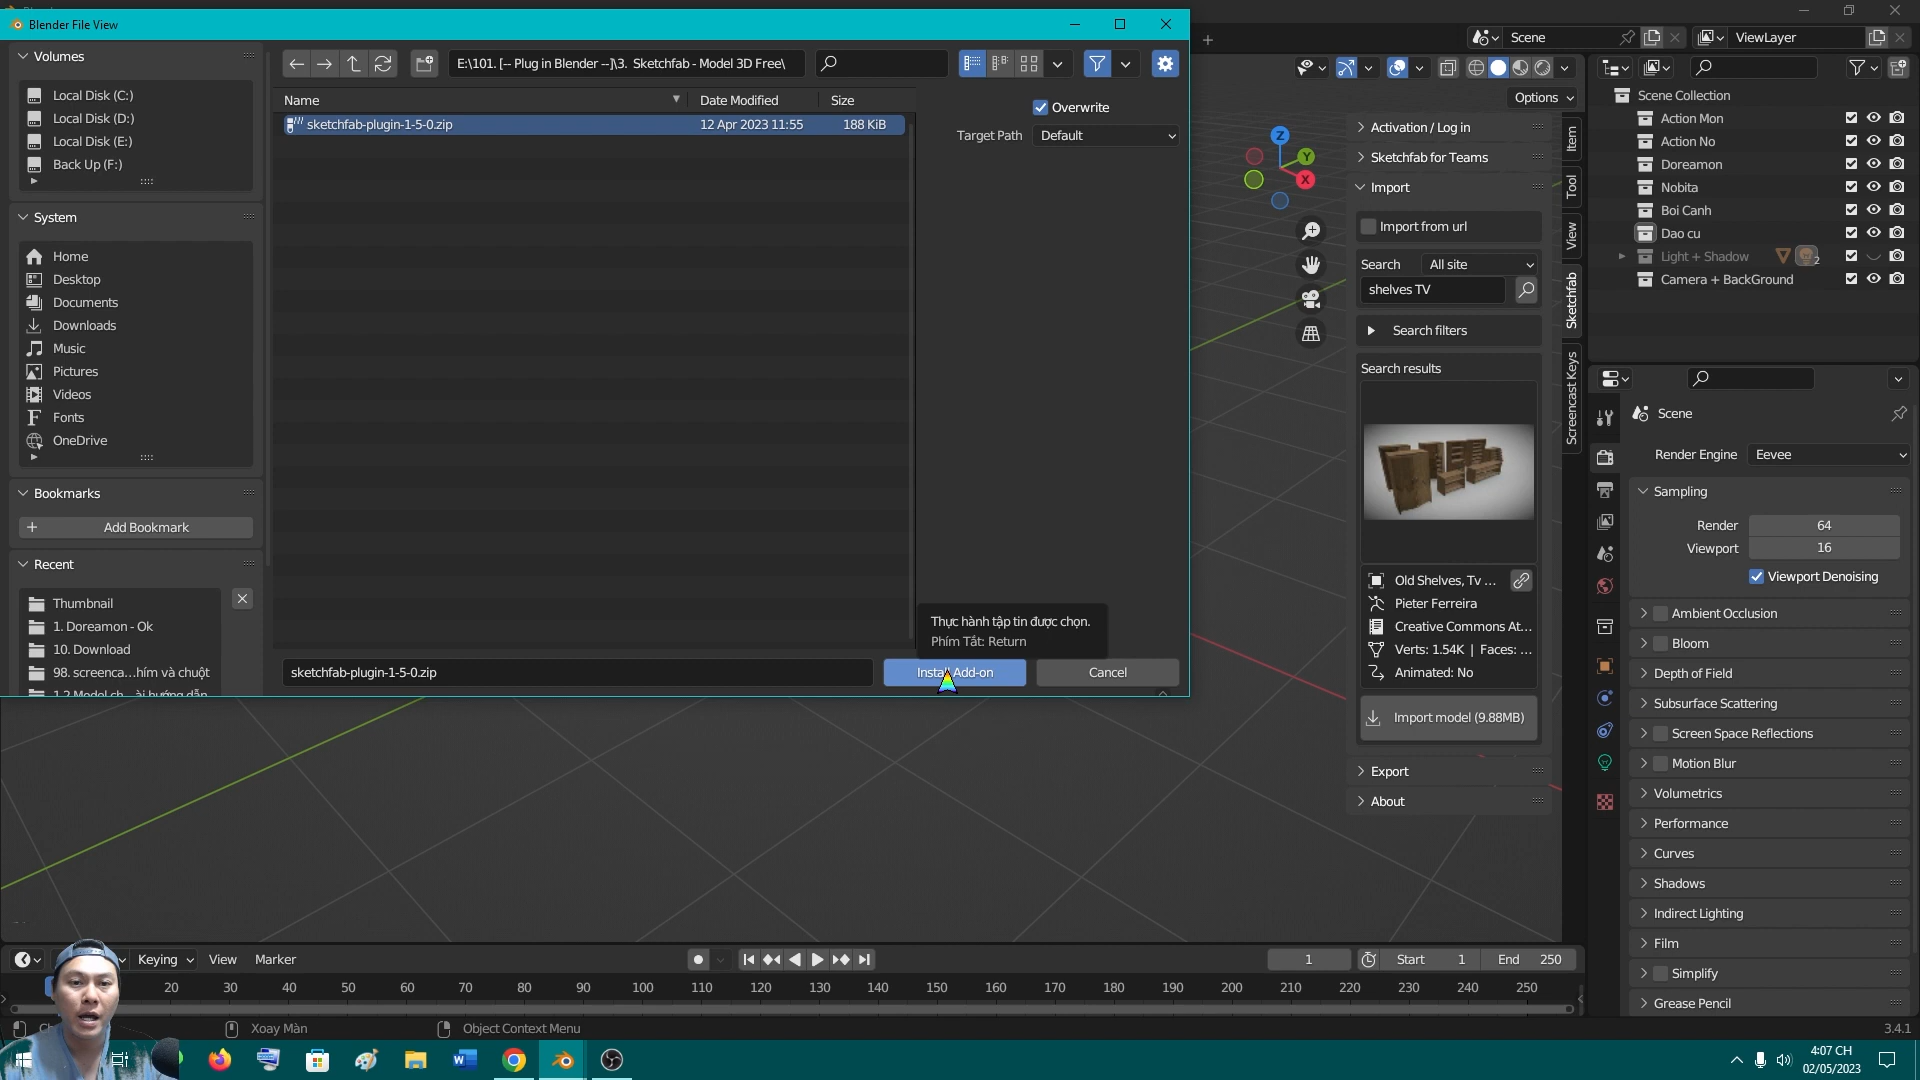 Blender File View
Volumes
Local Disk (C:)
Local Disk (D:)
Local Disk (E:)
Back Up (F:)
System
Home
Desktop
Documents
Downloads
Music
Pictures
Videos
Fonts
OneDrive
Bookmarks
Add Bookmark
Recent
Thumbnail
1. Doreamon - Ok
10. Download
98. screenca...hím và chuột
E:\101. [-- Plug in Blender --]\3. Sketchfab - Model 3D Free\
Name
Date Modified
Size
sketchfab-plugin-1-5-0.zip
12 Apr 2023 11:55
188 KiB
Overwrite
Target Path
Default
Thực hành tập tin được chọn.
Phím Tắt: Return
sketchfab-plugin-1-5-0.zip
Install Add-on
Cancel
Scene
ViewLayer
Options
Z
Y
X
Activation / Log in
Sketchfab for Teams
Import
Import from url
Search
All site
shelves TV
Search filters
Search results
Old Shelves, Tv ...
Pieter Ferreira
Creative Commons At...
Verts: 1.54K | Faces: ...
Animated: No
Import model (9.88MB)
Export
About
Item
Tool
View
Sketchfab
Screencast Keys
Scene Collection
Action Mon
Action No
Doreamon
Nobita
Boi Canh
Dao cu
Light + Shadow
2
Camera + BackGround
Scene
Render Engine
Eevee
Sampling
Render
64
Viewport
16
Viewport Denoising
Ambient Occlusion
Bloom
Depth of Field
Subsurface Scattering
Screen Space Reflections
Motion Blur
Volumetrics
Performance
Curves
Shadows
Indirect Lighting
Film
Simplify
Grease Pencil
Keying
View
Marker
1
Start
1
End
250
20 30 40 50 60 70 80 90 100 110 120 130 140 150 160 170 180 190 200 210 220 230 240 250
Xoay Màn
Object Context Menu
3.4.1
4:07 CH
02/05/2023